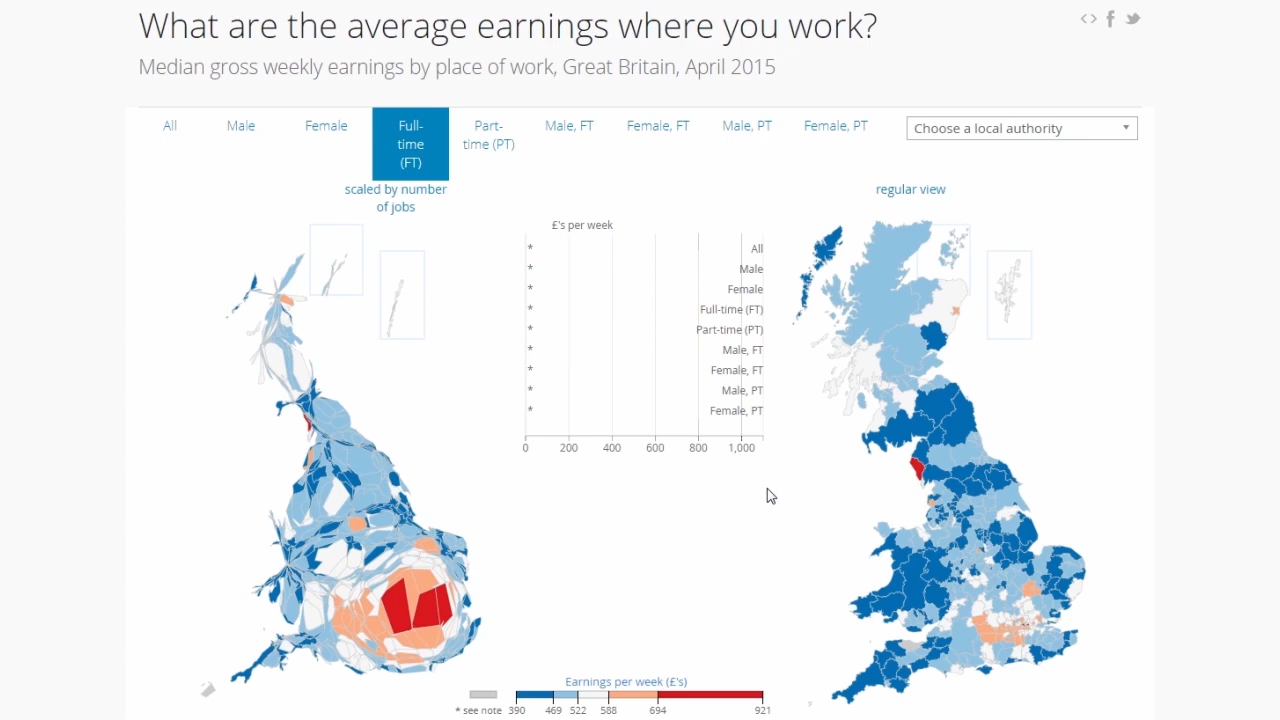 What are the average earnings where you work?
Median gross weekly earnings by place of work, Great Britain, April 2015
All
Male
Female
Full-
time
(FT)
Part-
time (PT)
Male, FT
Female, FT
Male, PT
Female, PT
Choose a local authority
scaled by number
of jobs
regular view
£'s per week
* All
* Male
* Female
* Full-time (FT)
* Part-time (PT)
* Male, FT
* Female, FT
* Male, PT
* Female, PT
0 200 400 600 800 1,000
Earnings per week (£'s)
* see note 390 469 522 588 694 921